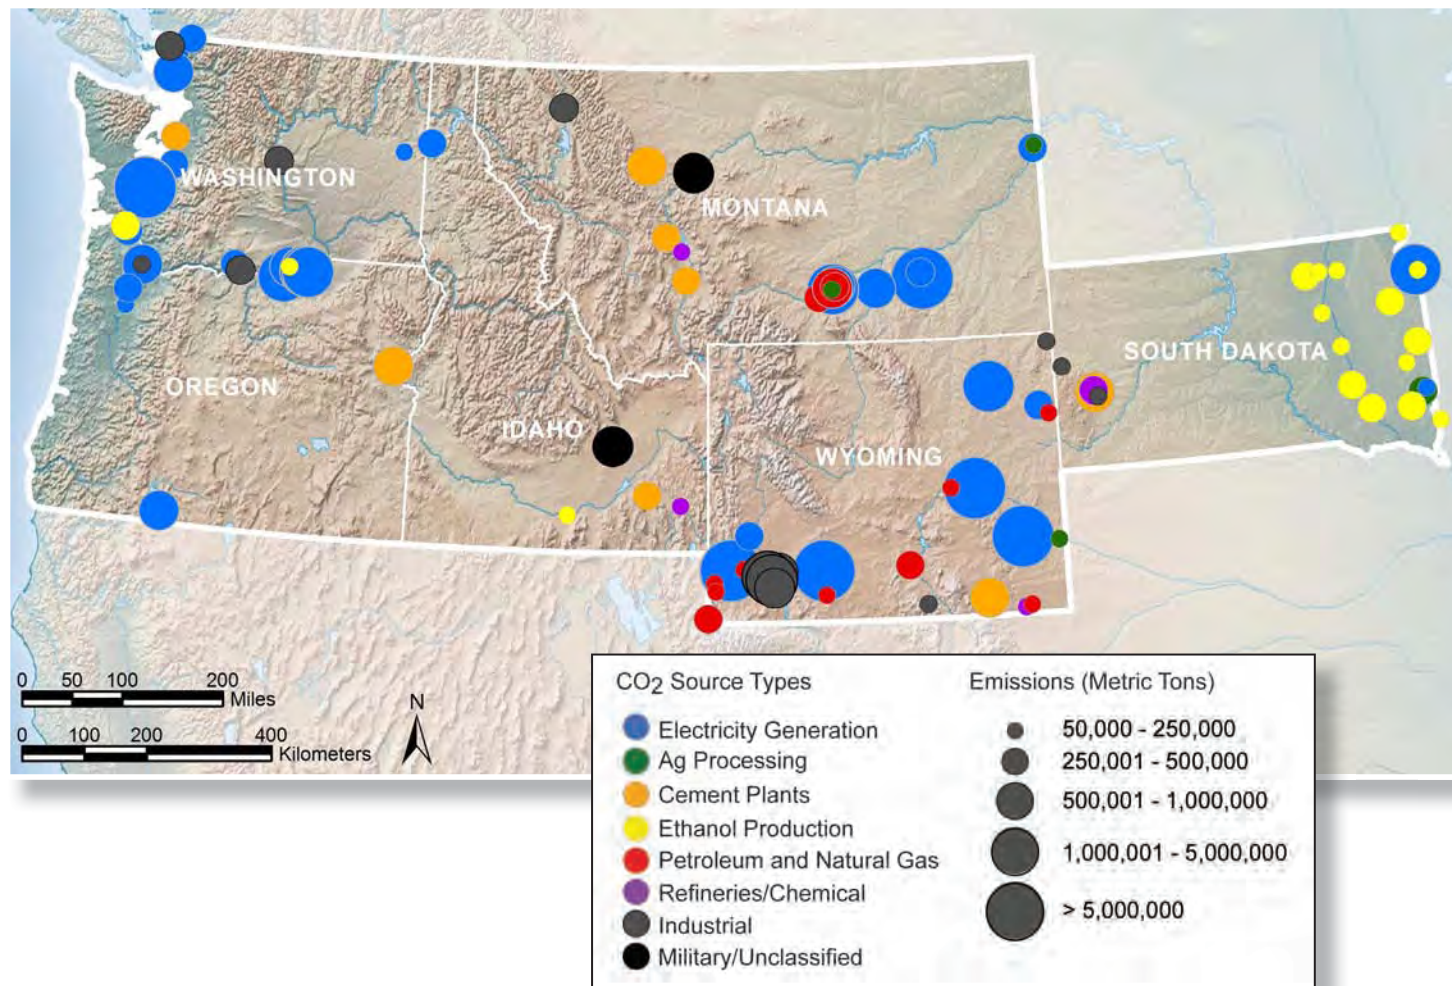 WASHINGTON
MONTANA
OREGON
SOUTH DAKOTA
IDAHO
WYOMING
0 50 100 200
Miles
0 100 200 400
Kilometers
N
CO2 Source Types
Electricity Generation
Ag Processing
Cement Plants
Ethanol Production
Petroleum and Natural Gas
Refineries/Chemical
Industrial
Military/Unclassified
Emissions (Metric Tons)
50,000 - 250,000
250,001 - 500,000
500,001 - 1,000,000
1,000,001 - 5,000,000
> 5,000,000